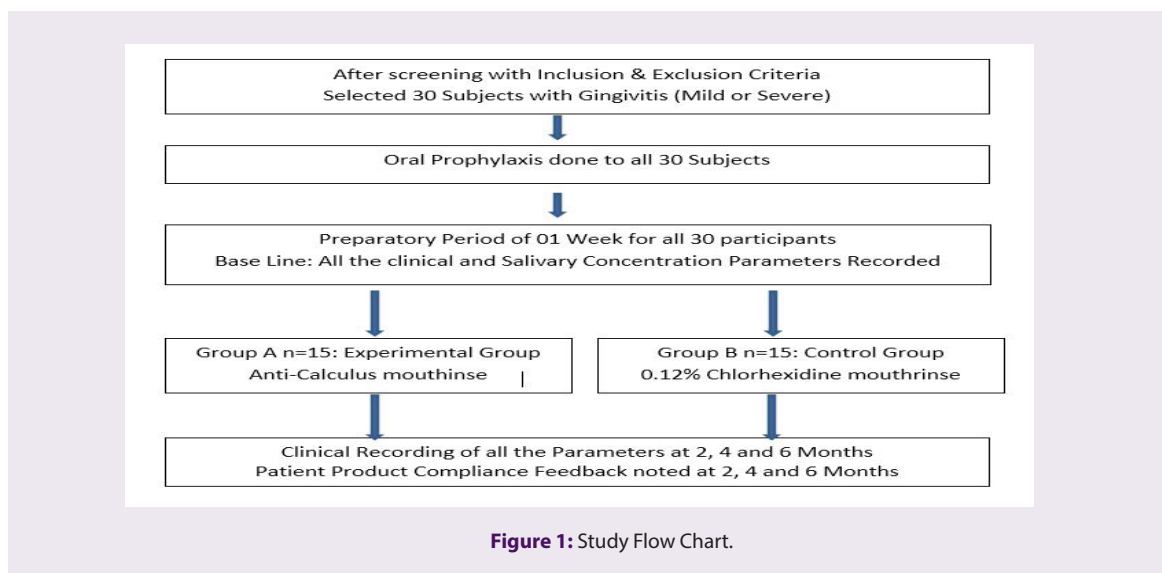 After screening with Inclusion & Exclusion Criteria
Selected 30 Subjects with Gingivitis (Mild or Severe)
Oral Prophylaxis done to all 30 Subjects
Preparatory Period of 01 Week for all 30 participants
Base Line: All the clinical and Salivary Concentration Parameters Recorded
Group A n=15: Experimental Group
Anti-Calculus mouthinse
Group B n=15: Control Group
0.12% Chlorhexidine mouthrinse
Clinical Recording of all the Parameters at 2, 4 and 6 Months
Patient Product Compliance Feedback noted at 2, 4 and 6 Months
Figure 1: Study Flow Chart.